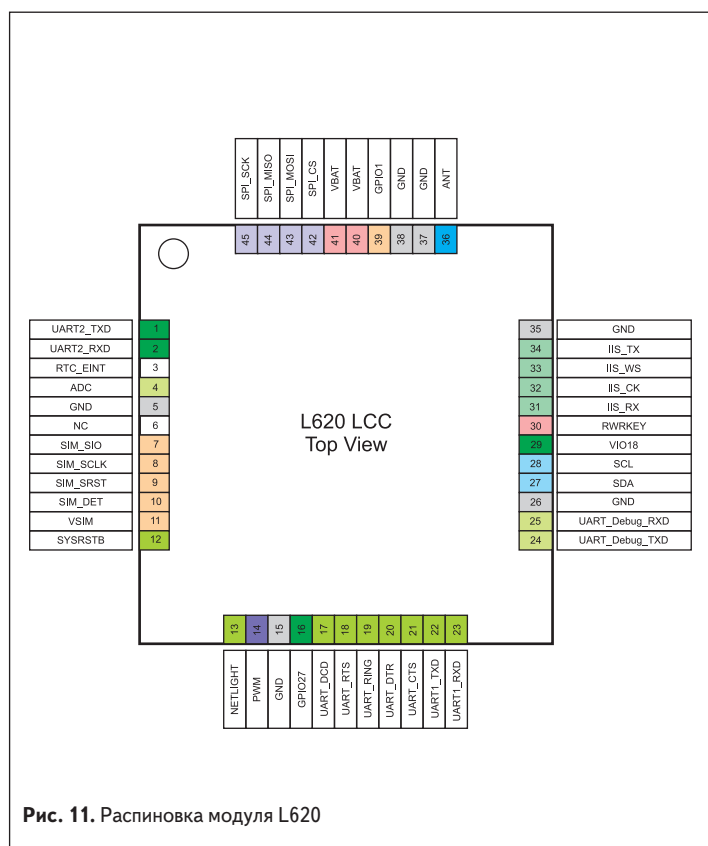 SPI_SCK
SPI_MISO
SPI_MOSI
SPI_CS
VBAT
VBAT
GPIO1
GND
GND
ANT
45
44
43
42
41
40
39
38
37
36
UART2_TXD 1
UART2_RXD 2
RTC_EINT 3
ADC 4
GND 5
NC 6
SIM_SIO 7
SIM_SCLK 8
SIM_SRST 9
SIM_DET 10
VSIM 11
SYSRSTB 12
L620 LCC
Top View
35 GND
34 IIS_TX
33 IIS_WS
32 IIS_CK
31 IIS_RX
30 RWRKEY
29 VIO18
28 SCL
27 SDA
26 GND
25 UART_Debug_RXD
24 UART_Debug_TXD
13
14
15
16
17
18
19
20
21
22
23
NETLIGHT
PWM
GND
GPIO27
UART_DCD
UART_RTS
UART_RING
UART_DTR
UART_CTS
UART1_TXD
UART1_RXD
Рис. 11. Распиновка модуля L620